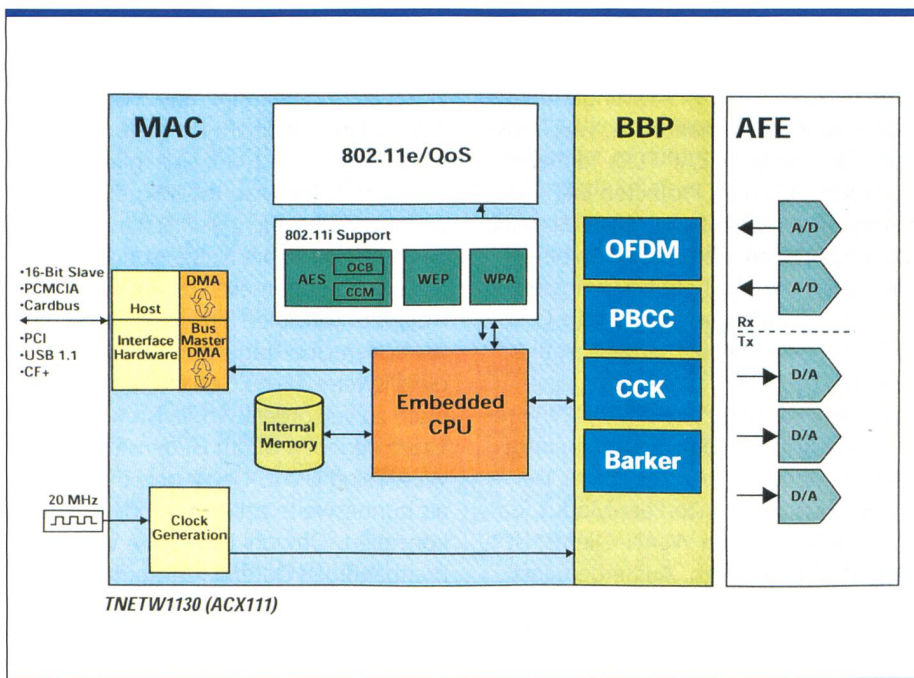 MAC
BBP
AFE
802.11e/QoS
802.11i Support
AES
OCB
CCM
WEP
WPA
•16-Bit Slave
•PCMCIA
•Cardbus
•PCI
•USB 1.1
•CF+
Host
Interface
Hardware
DMA
Bus
Master
DMA
Internal
Memory
Embedded
CPU
20 MHz
Clock
Generation
OFDM
PBCC
CCK
Barker
A/D
A/D
Rx
Tx
D/A
D/A
D/A
TNETW1130 (ACX111)